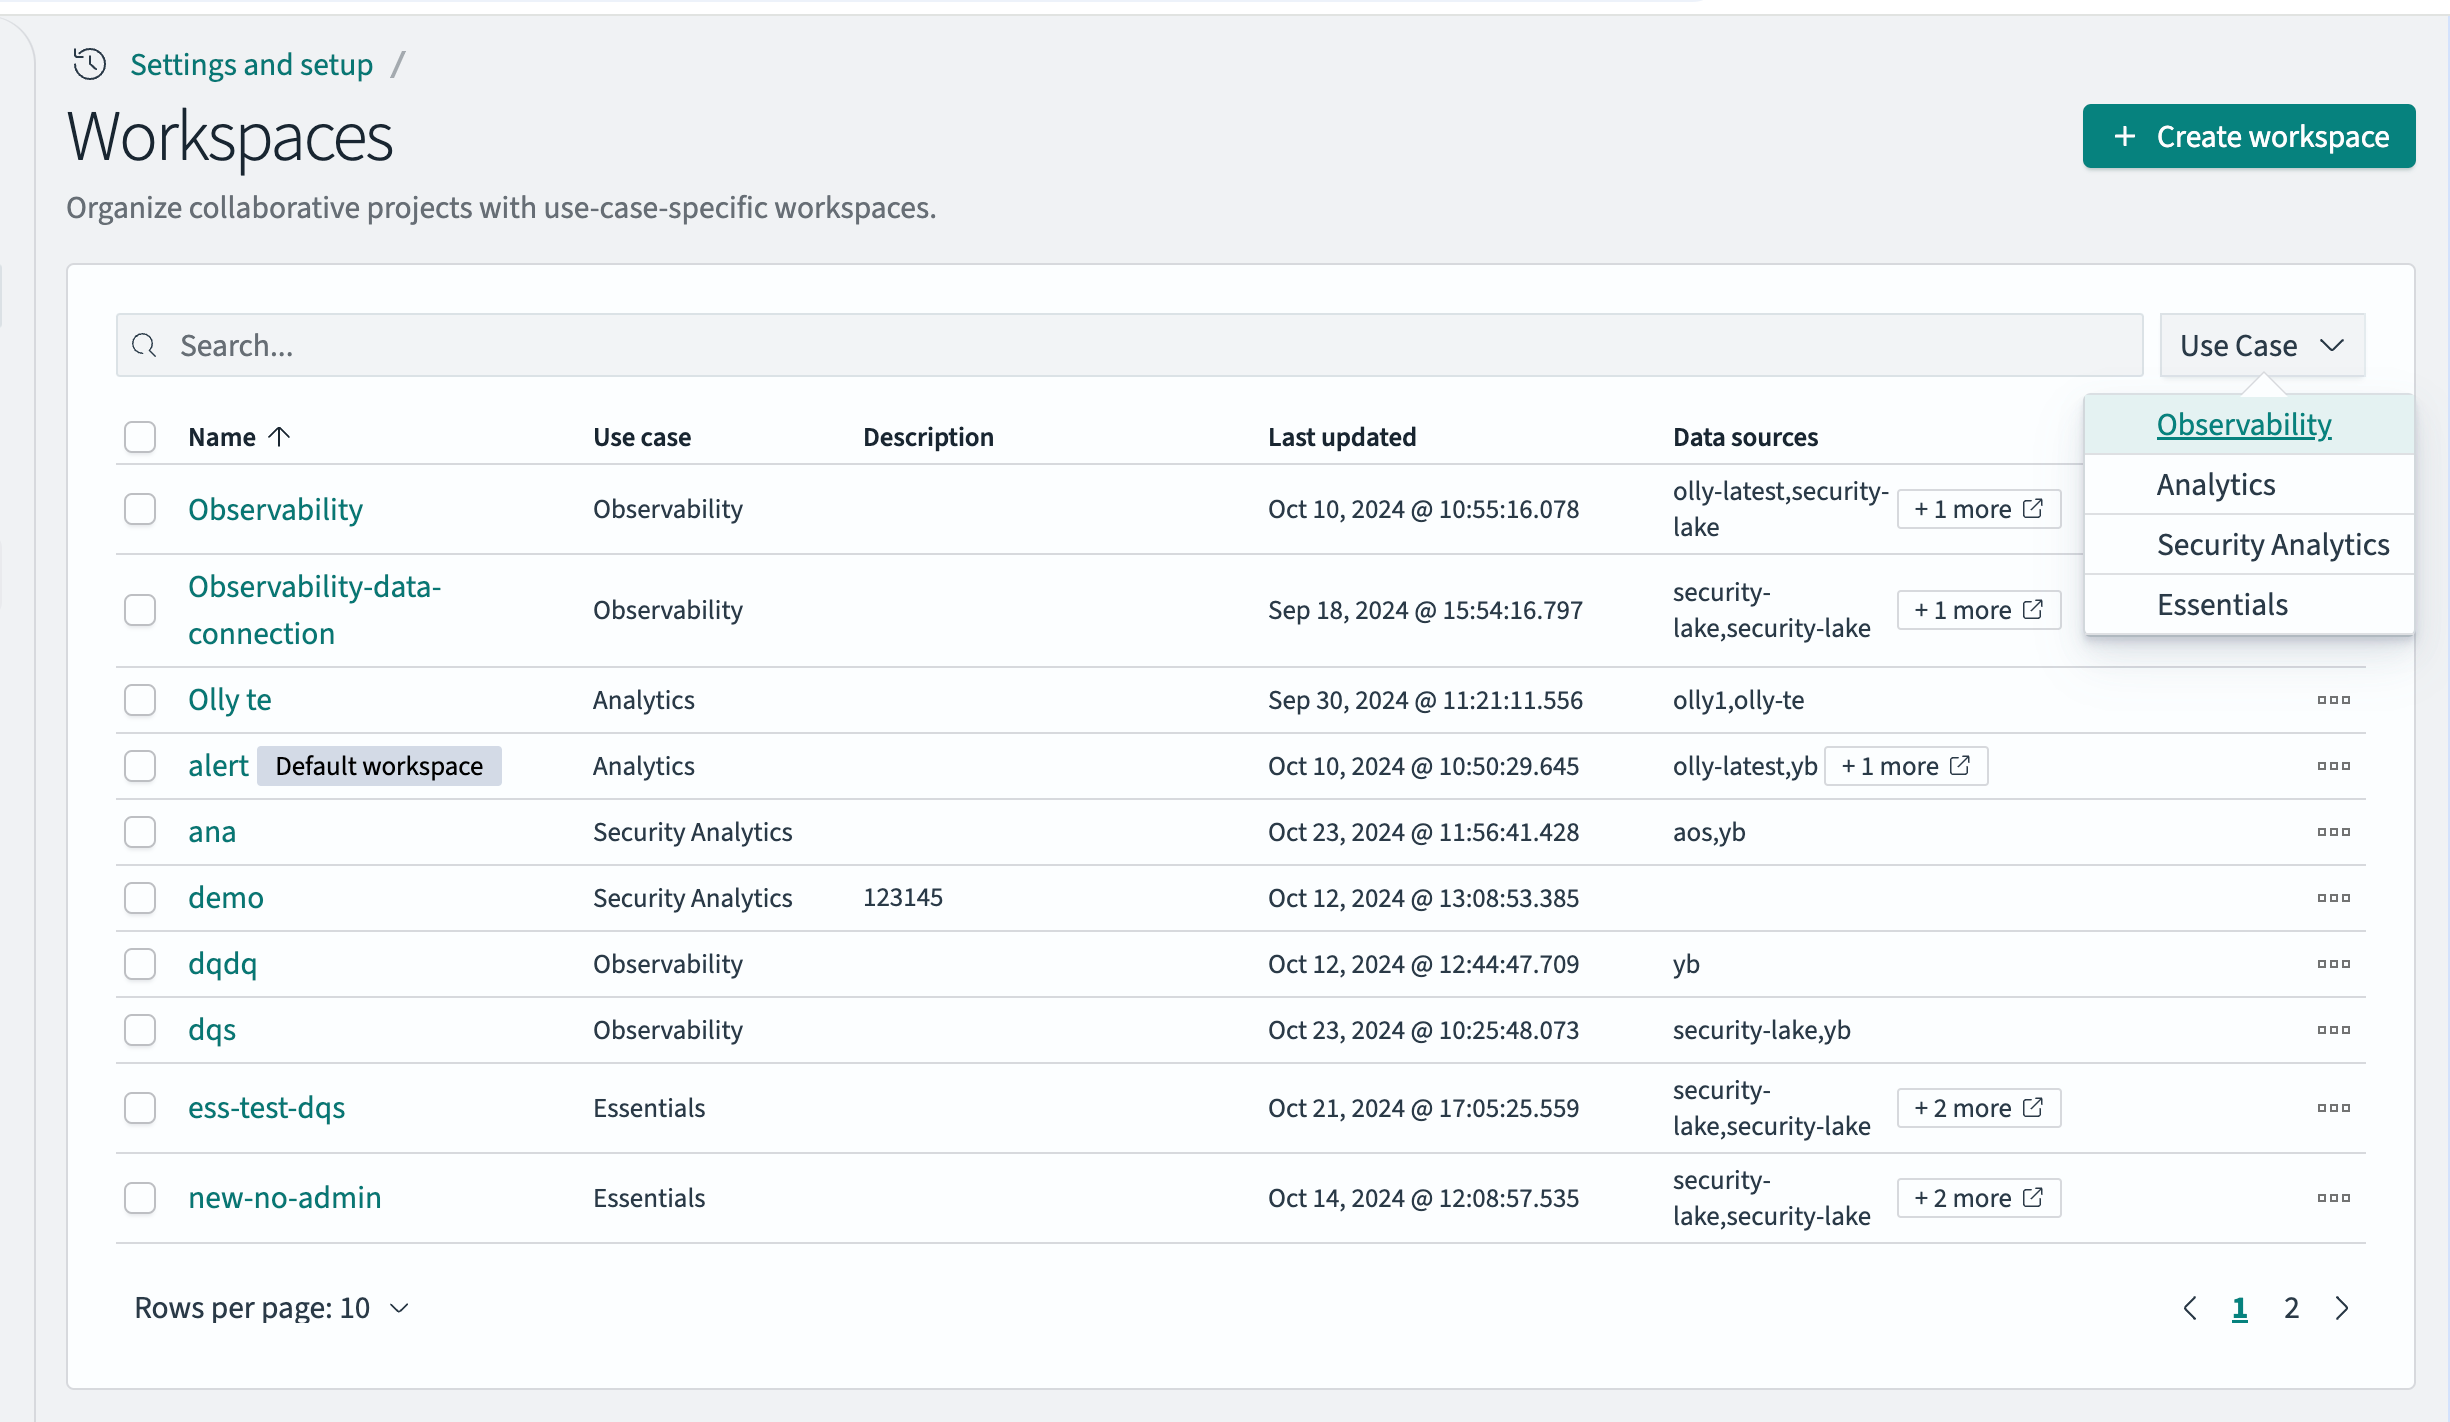 Settings and setup /
Workspaces
+ Create workspace
Organize collaborative projects with use-case-specific workspaces.
Search...
Use Case
Observability
Analytics
Security Analytics
Essentials
Name Use case Description Last updated Data sources
Observability Observability Oct 10, 2024 @ 10:55:16.078 olly-latest,security-
lake + 1 more
Observability-data-
connection Observability Sep 18, 2024 @ 15:54:16.797 security-
lake,security-lake + 1 more
Olly te Analytics Sep 30, 2024 @ 11:21:11.556 olly1,olly-te
alert Default workspace Analytics Oct 10, 2024 @ 10:50:29.645 olly-latest,yb + 1 more
ana Security Analytics Oct 23, 2024 @ 11:56:41.428 aos,yb
demo Security Analytics 123145 Oct 12, 2024 @ 13:08:53.385
dqdq Observability Oct 12, 2024 @ 12:44:47.709 yb
dqs Observability Oct 23, 2024 @ 10:25:48.073 security-lake,yb
ess-test-dqs Essentials Oct 21, 2024 @ 17:05:25.559 security-
lake,security-lake + 2 more
new-no-admin Essentials Oct 14, 2024 @ 12:08:57.535 security-
lake,security-lake + 2 more
Rows per page: 10
1 2